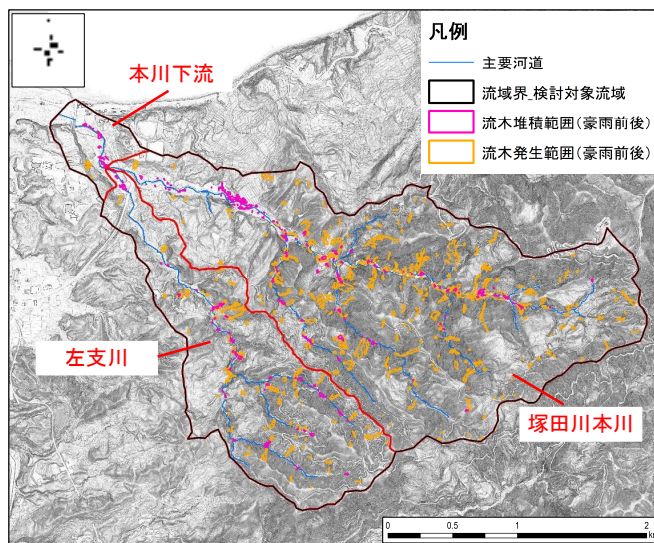 凡例
主要河道
流域界_検討対象流域
流木堆積範囲(豪雨前後)
流木発生範囲(豪雨前後)
本川下流
左支川
塚田川本川
0 0.5 1 2
km